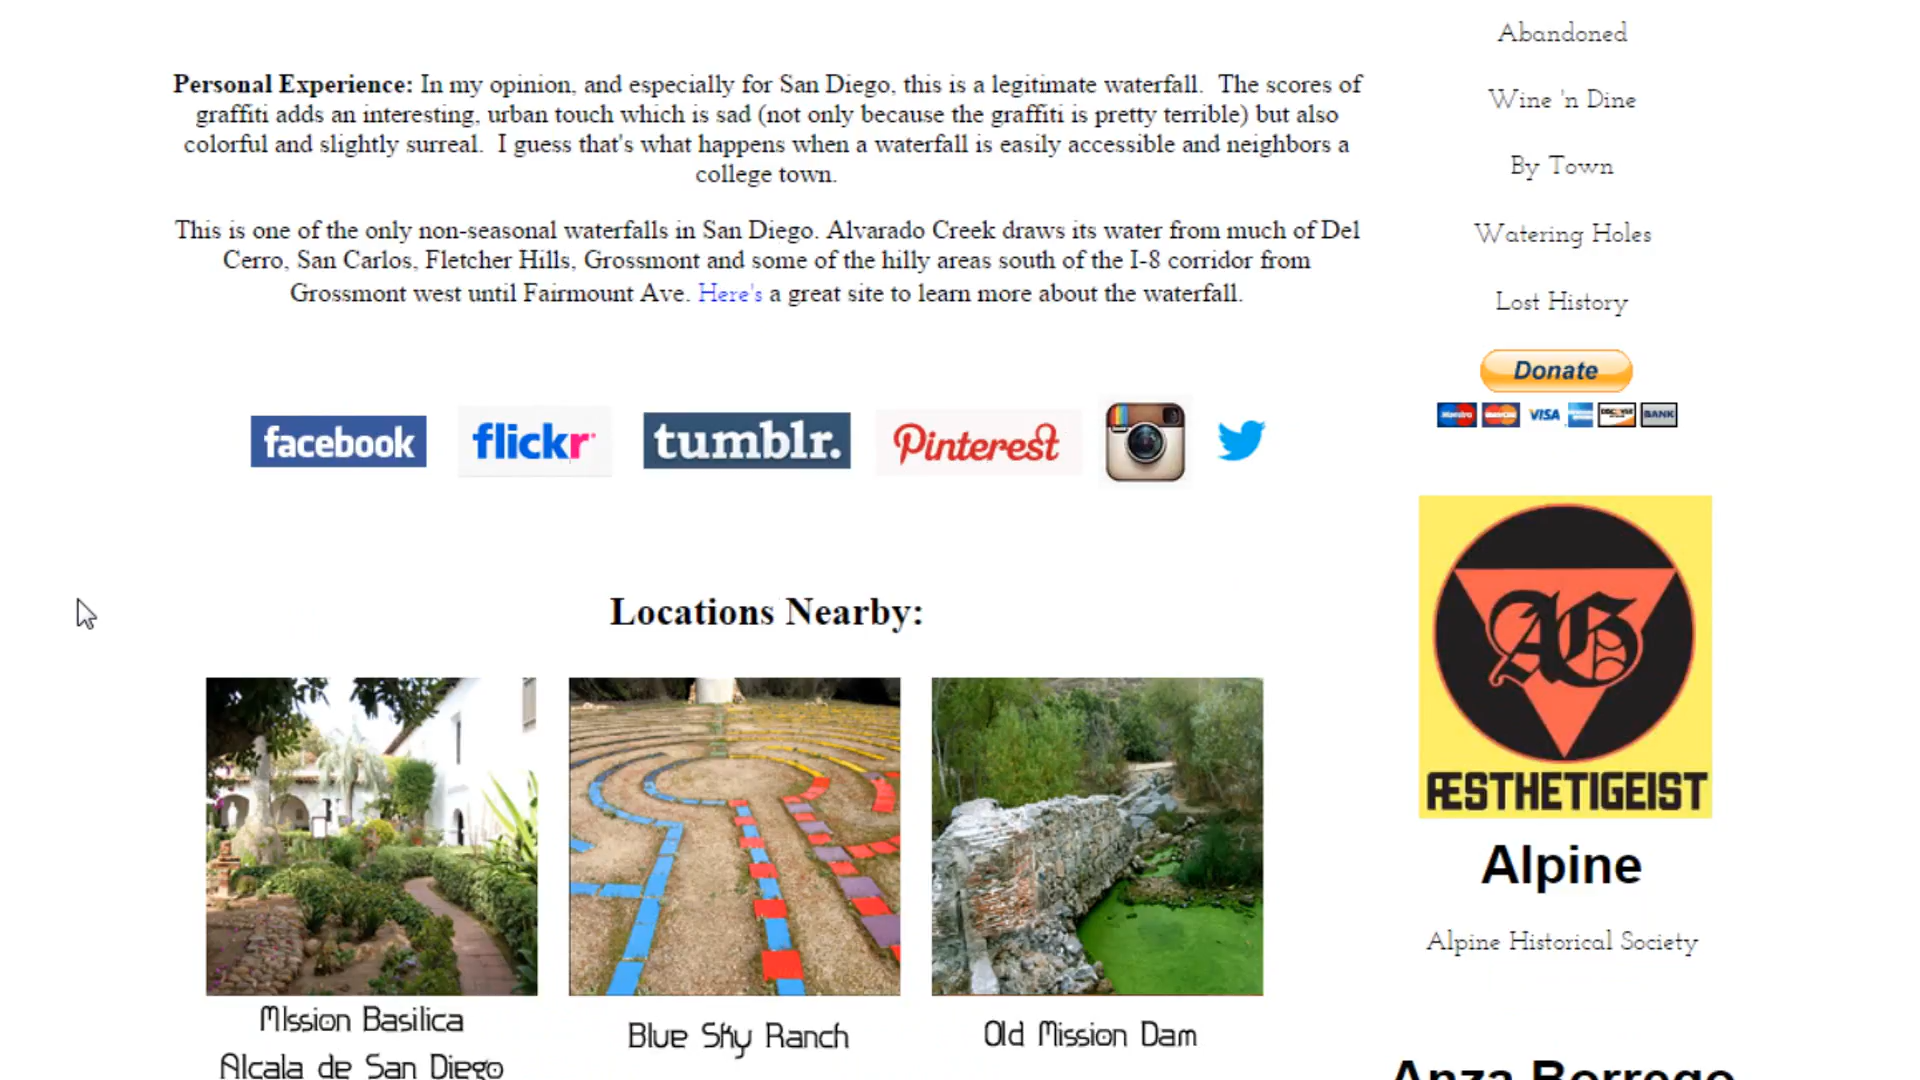 Personal Experience: In my opinion, and especially for San Diego, this is a legitimate waterfall.  The scores of
graffiti adds an interesting, urban touch which is sad (not only because the graffiti is pretty terrible) but also
colorful and slightly surreal.  I guess that's what happens when a waterfall is easily accessible and neighbors a
college town.
This is one of the only non-seasonal waterfalls in San Diego. Alvarado Creek draws its water from much of Del
Cerro, San Carlos, Fletcher Hills, Grossmont and some of the hilly areas south of the I-8 corridor from
Grossmont west until Fairmount Ave. Here's a great site to learn more about the waterfall.
facebook
flickr
tumblr.
Pinterest
Locations Nearby:
MIssion Basilica
Alcala de San Diego
Blue Sky Ranch
Old Mission Dam
Abandoned
Wine 'n Dine
By Town
Watering Holes
Lost History
Donate
Maestro
VISA
DISCOVER
BANK
AB
ÆSTHETIGEIST
Alpine
Alpine Historical Society
Anza Borrego